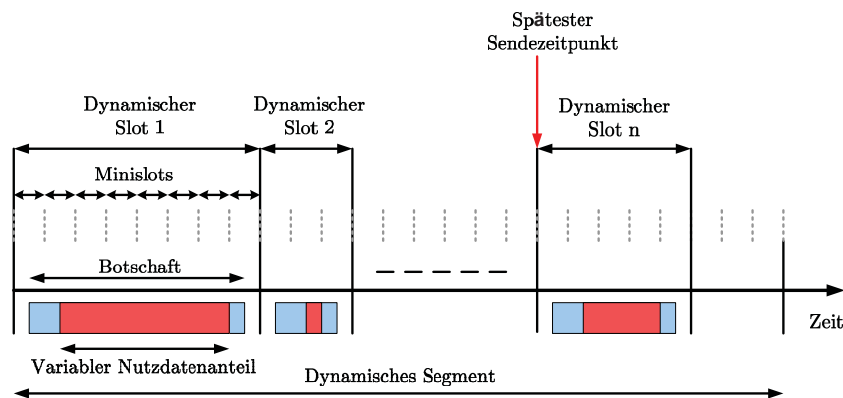 Spätester
Sendezeitpunkt
Dynamischer
Slot 1
Dynamischer
Slot 2
Dynamischer
Slot n
Minislots
Botschaft
Zeit
Variabler Nutzdatenanteil
Dynamisches Segment